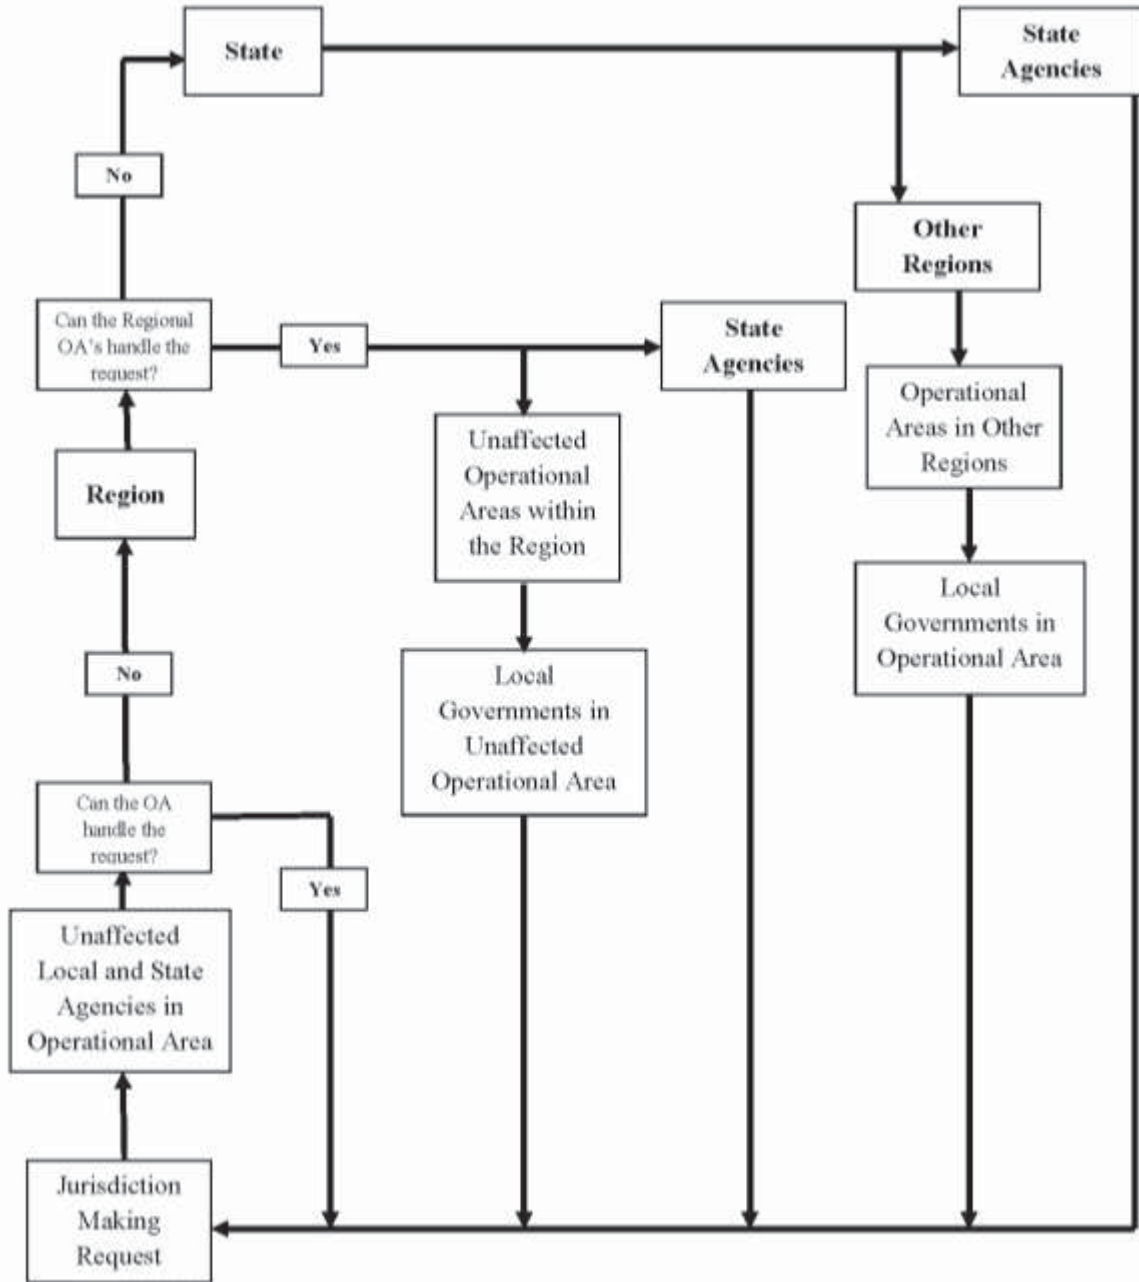 State
State
Agencies
No
Other
Regions
Can the Regional
OA's handle the
request?
Yes
State
Agencies
Operational
Areas in Other
Regions
Unaffected
Operational
Areas within
the Region
Region
Local
Governments in
Operational Area
No
Local
Governments in
Unaffected
Operational Area
Can the OA
handle the
request?
Yes
Unaffected
Local and State
Agencies in
Operational Area
Jurisdiction
Making
Request